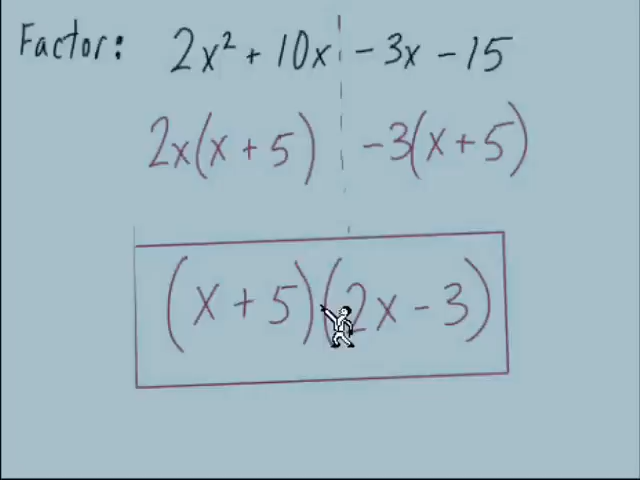 Factor: 2x² + 10x - 3x - 15
2x(x + 5) - 3(x + 5)
(x + 5)(2x - 3)